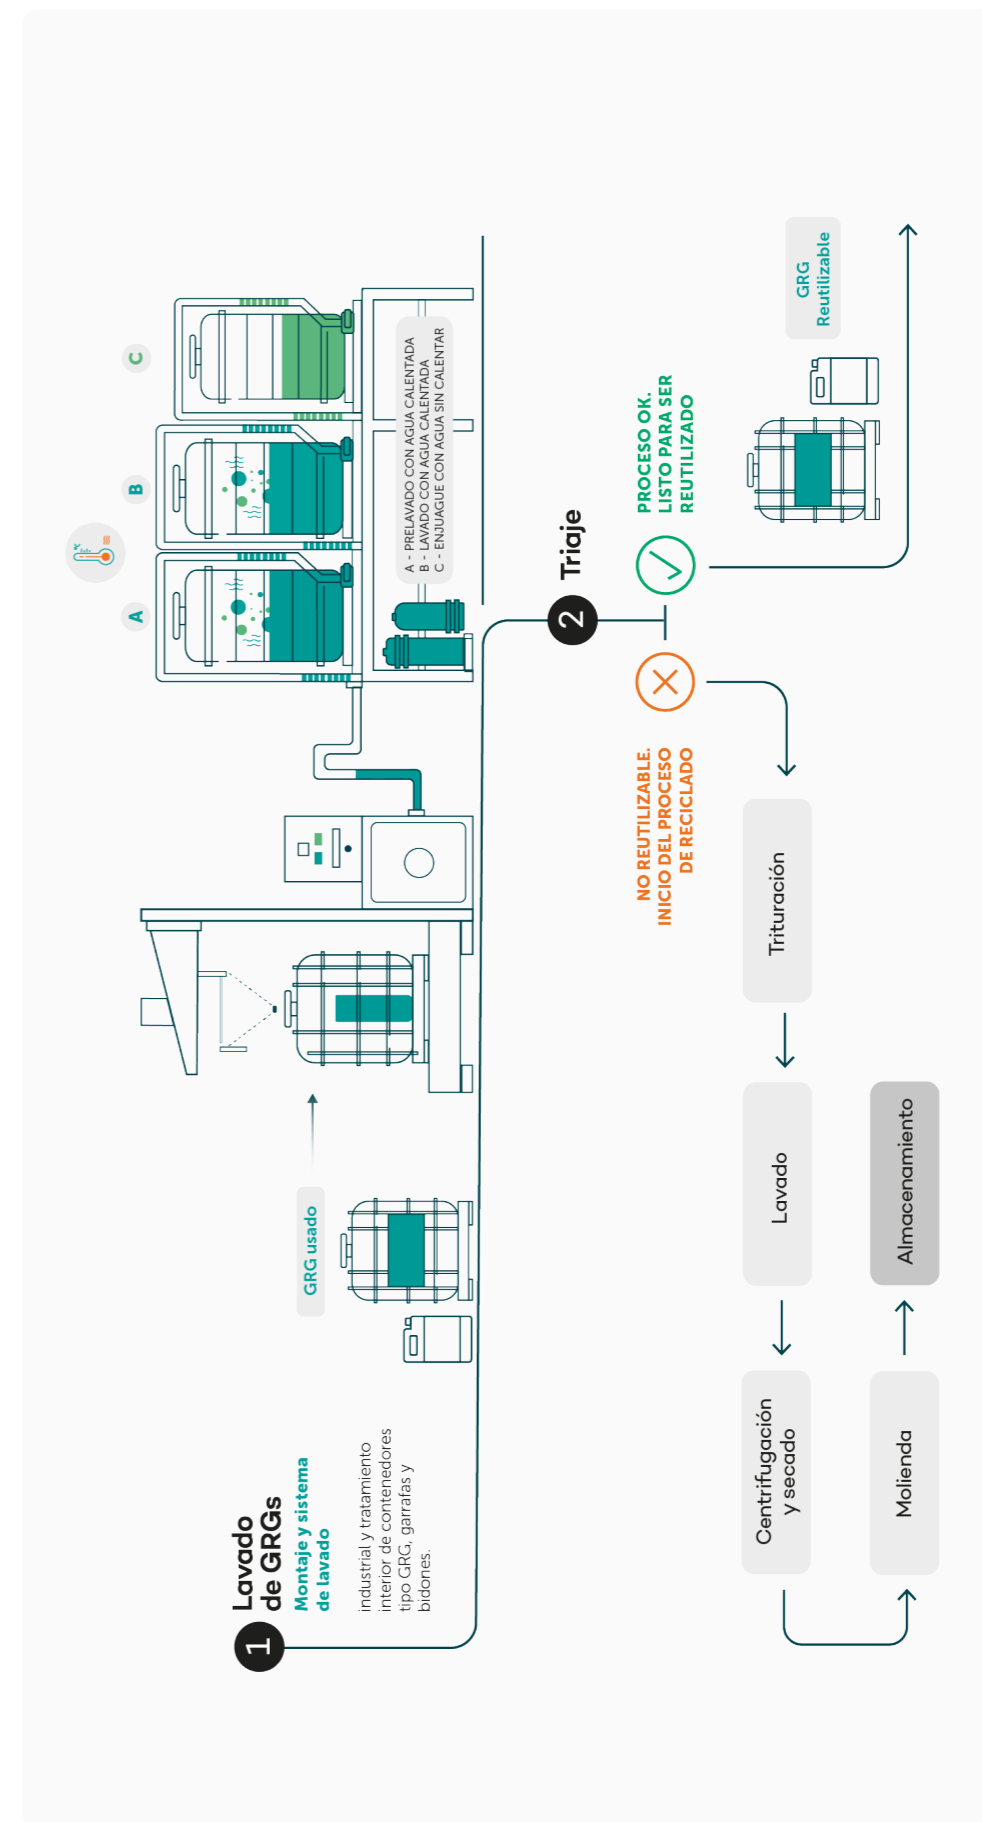 1
Lavado
de GRGs
Montaje y sistema
de lavado
industrial y tratamiento
interior de contenedores
tipo GRG, garrafas y
bidones.
GRG usado
°C
A
B
C
A - PRELAVADO CON AGUA CALENTADA
B - LAVADO CON AGUA CALENTADA
C - ENJUAGUE CON AGUA SIN CALENTAR
2
Triaje
PROCESO OK.
LISTO PARA SER
REUTILIZADO
GRG
Reutilizable
NO REUTILIZABLE.
INICIO DEL PROCESO
DE RECICLADO
Trituración
Lavado
Centrifugación
y secado
Molienda
Almacenamiento